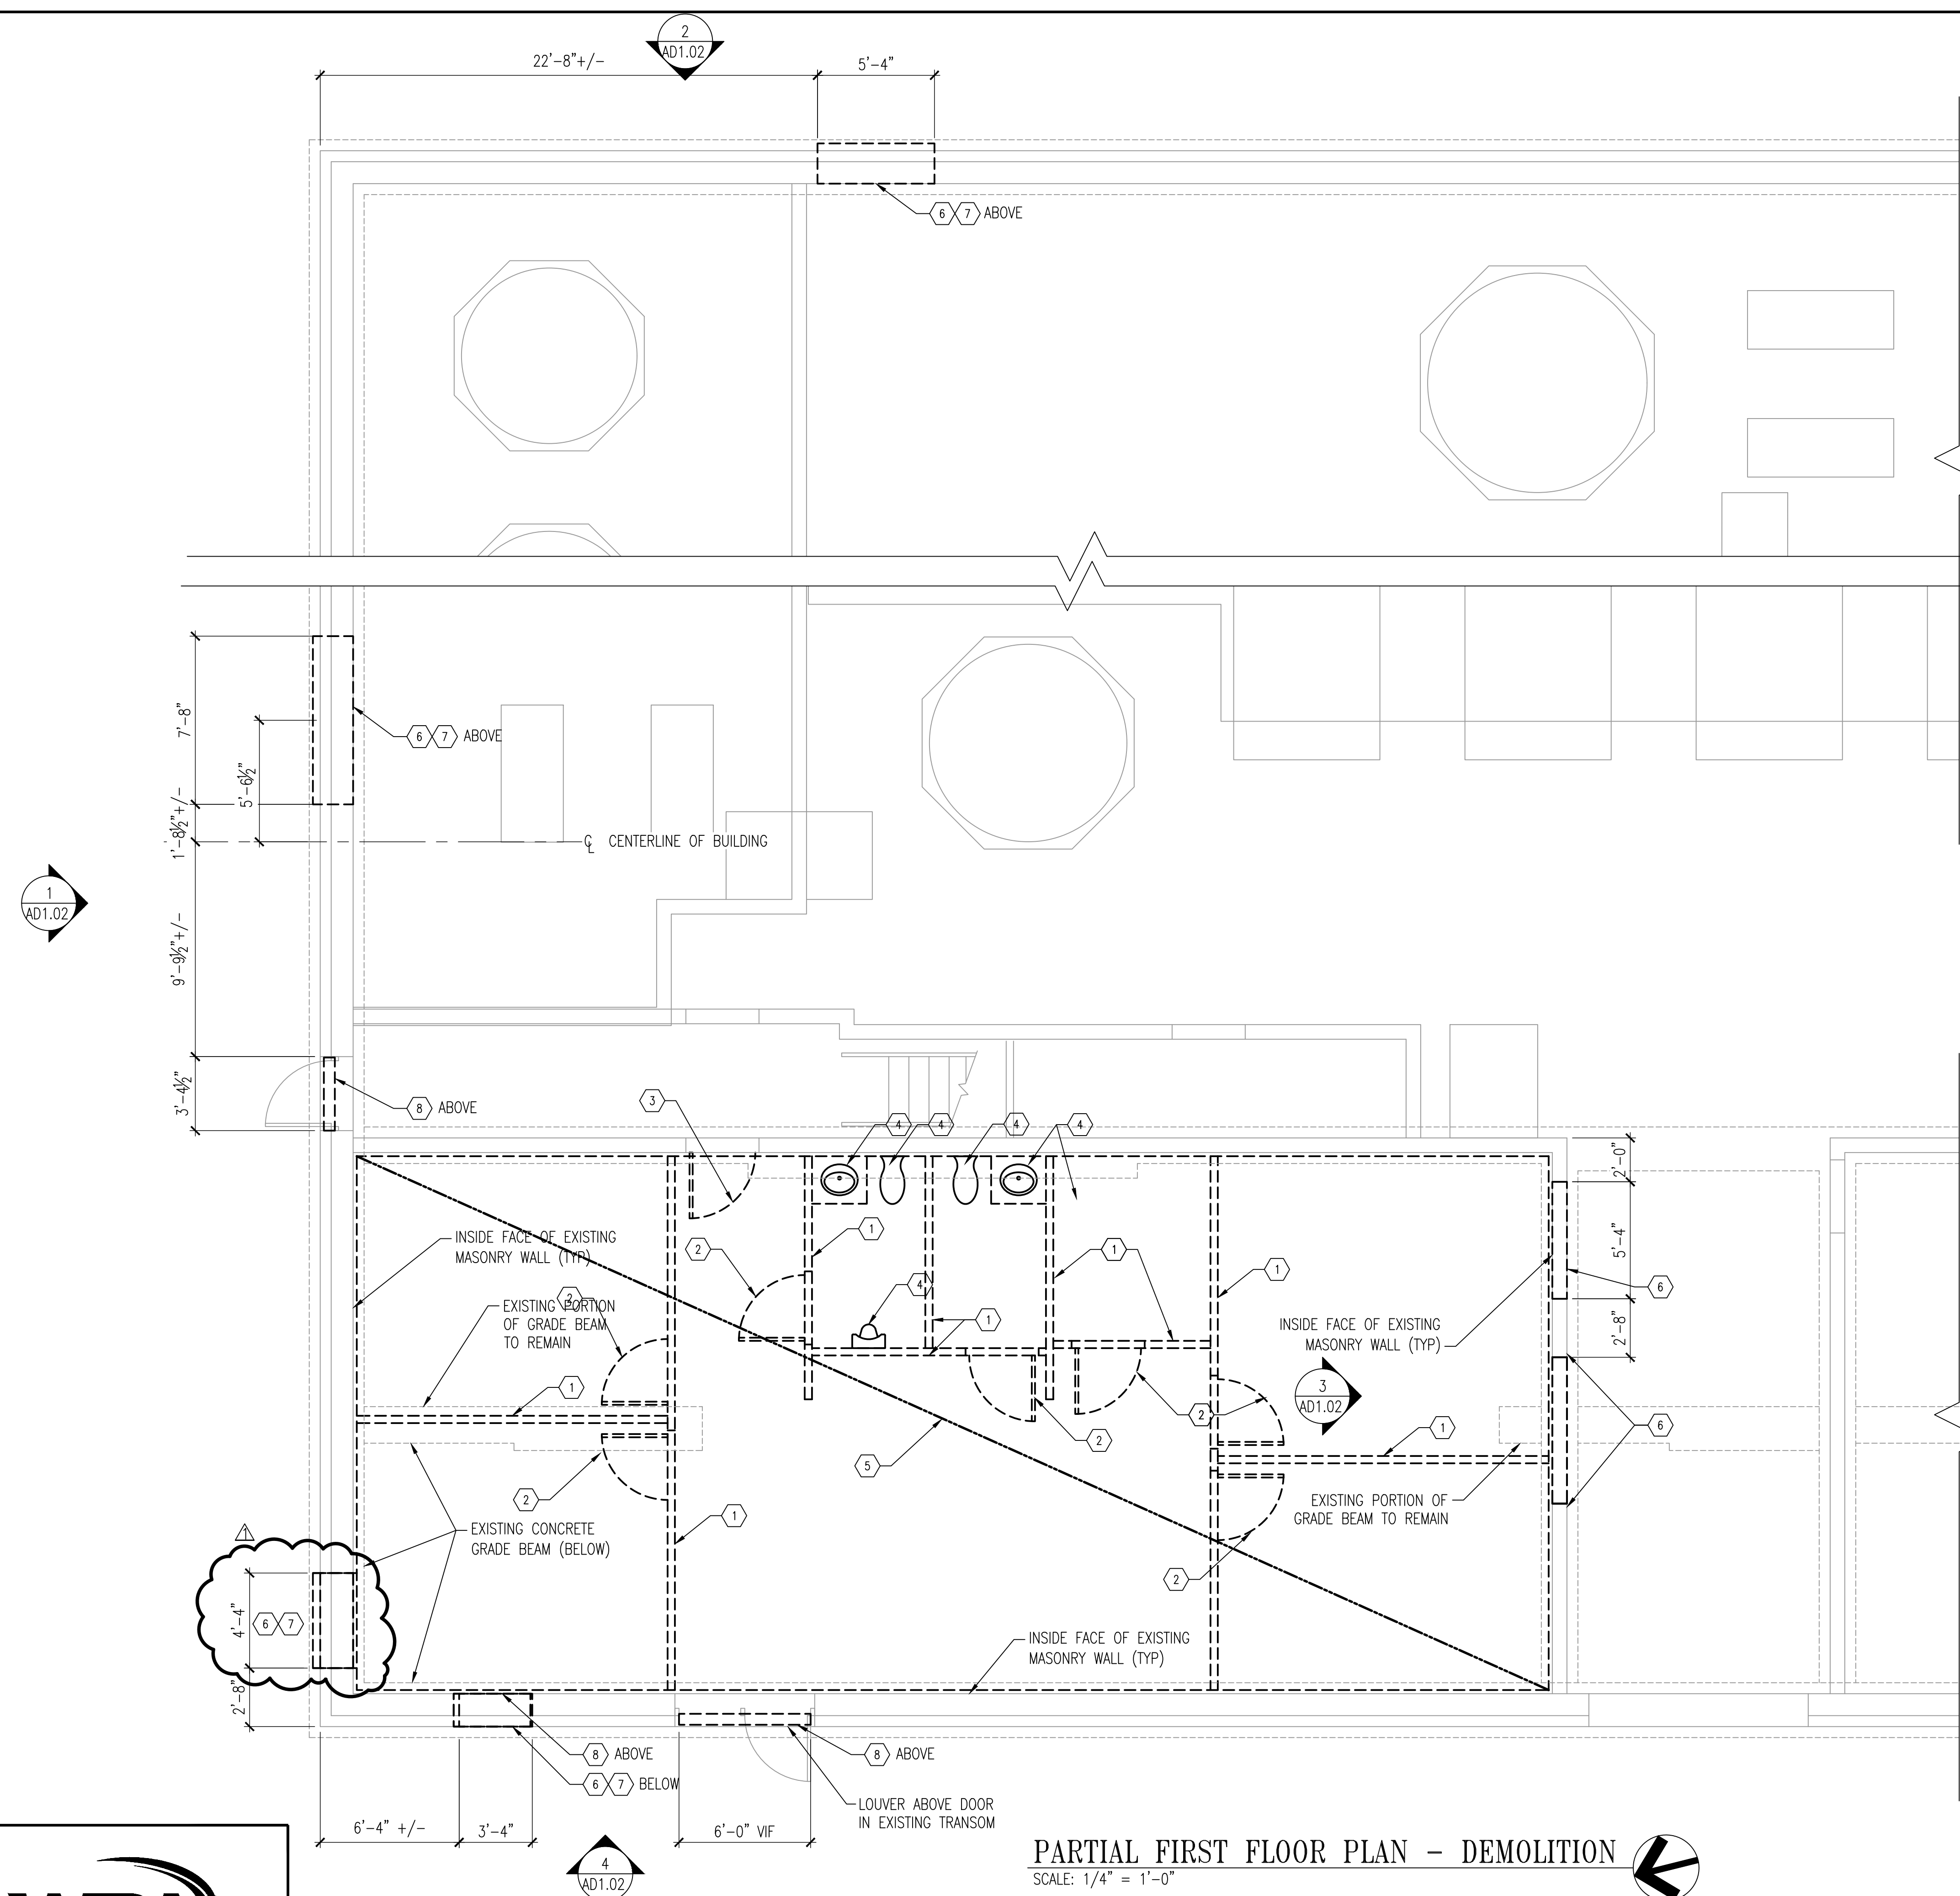 2
AD1.02
22'-8"+/-
5'-4"
6 7 ABOVE
7'-8"
5'-6½"
6 7 ABOVE
1'-8½"+/-
℄ CENTERLINE OF BUILDING
1
AD1.02
9'-9½"+/-
3'-4½"
8 ABOVE
3
4
4
4
4
2'-0"
5'-4"
2'-8"
INSIDE FACE OF EXISTING
MASONRY WALL (TYP)
2
1
1
1
6
2
EXISTING PORTION
OF GRADE BEAM
TO REMAIN
4
1
INSIDE FACE OF EXISTING
MASONRY WALL (TYP)
3
AD1.02
1
2
2
1
6
5
2
EXISTING PORTION OF
GRADE BEAM TO REMAIN
1
EXISTING CONCRETE
GRADE BEAM (BELOW)
1
2
4'-4"
6 7
2'-8"
INSIDE FACE OF EXISTING
MASONRY WALL (TYP)
8 ABOVE
6 7 BELOW
8 ABOVE
LOUVER ABOVE DOOR
IN EXISTING TRANSOM
6'-4" +/-
3'-4"
6'-0" VIF
4
AD1.02
PARTIAL FIRST FLOOR PLAN - DEMOLITION
SCALE: 1/4" = 1'-0"